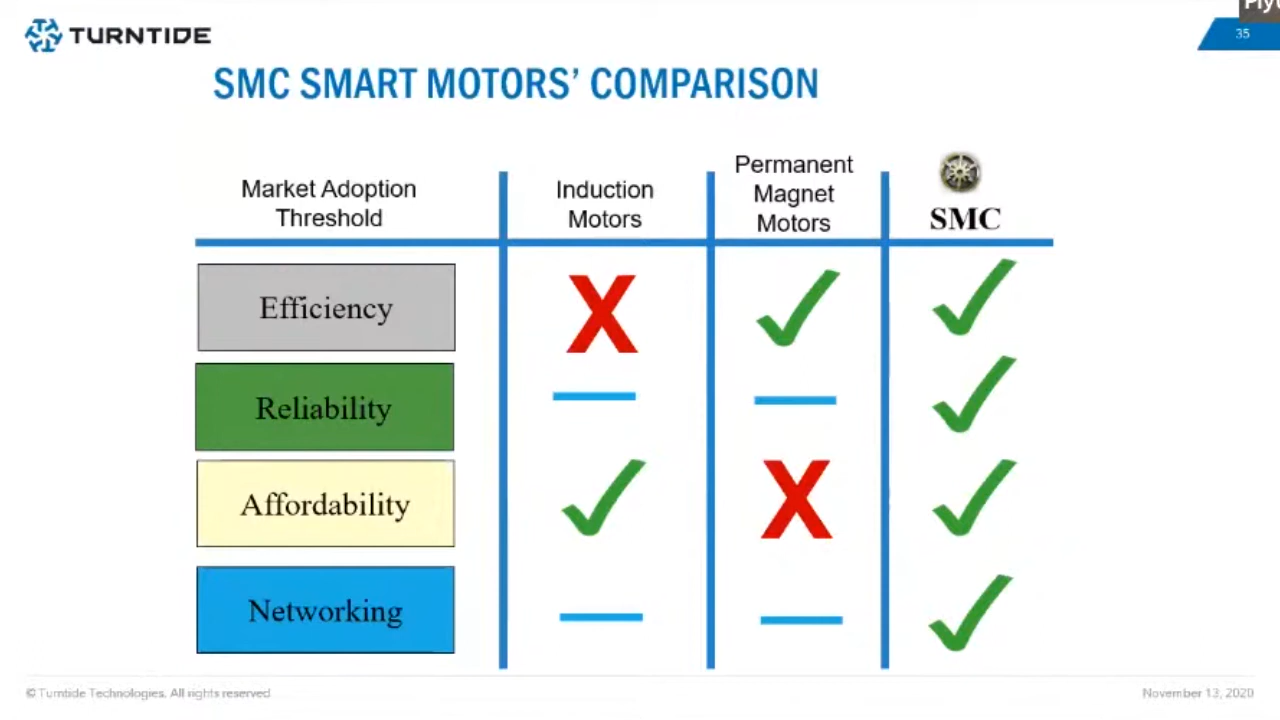 TURNTIDE
35
SMC SMART MOTORS' COMPARISON
Market Adoption
Threshold
Induction
Motors
Permanent
Magnet
Motors
SMC
Efficiency
X
Reliability
Affordability
X
Networking
© Turntide Technologies. All rights reserved
November 13, 2020